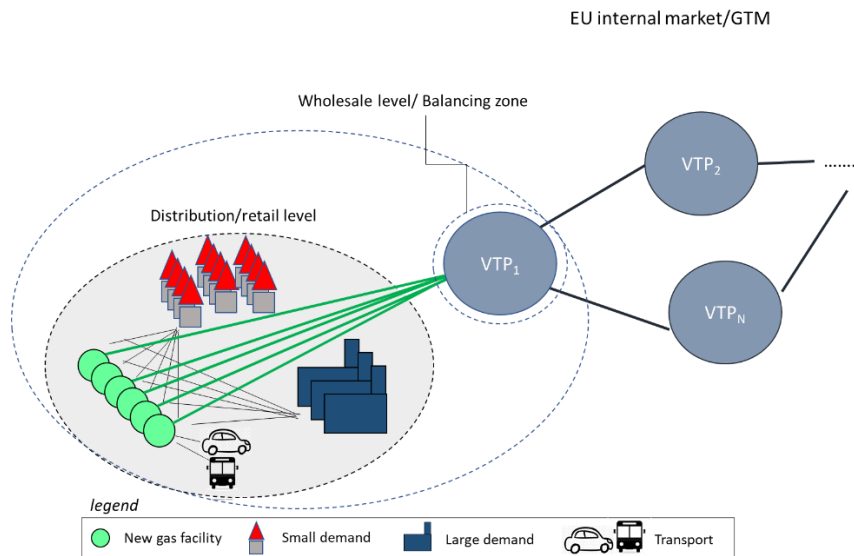 EU internal market/GTM
Wholesale level/ Balancing zone
VTP2
........
Distribution/retail level
VTP1
VTPN
legend
New gas facility
Small demand
Large demand
Transport